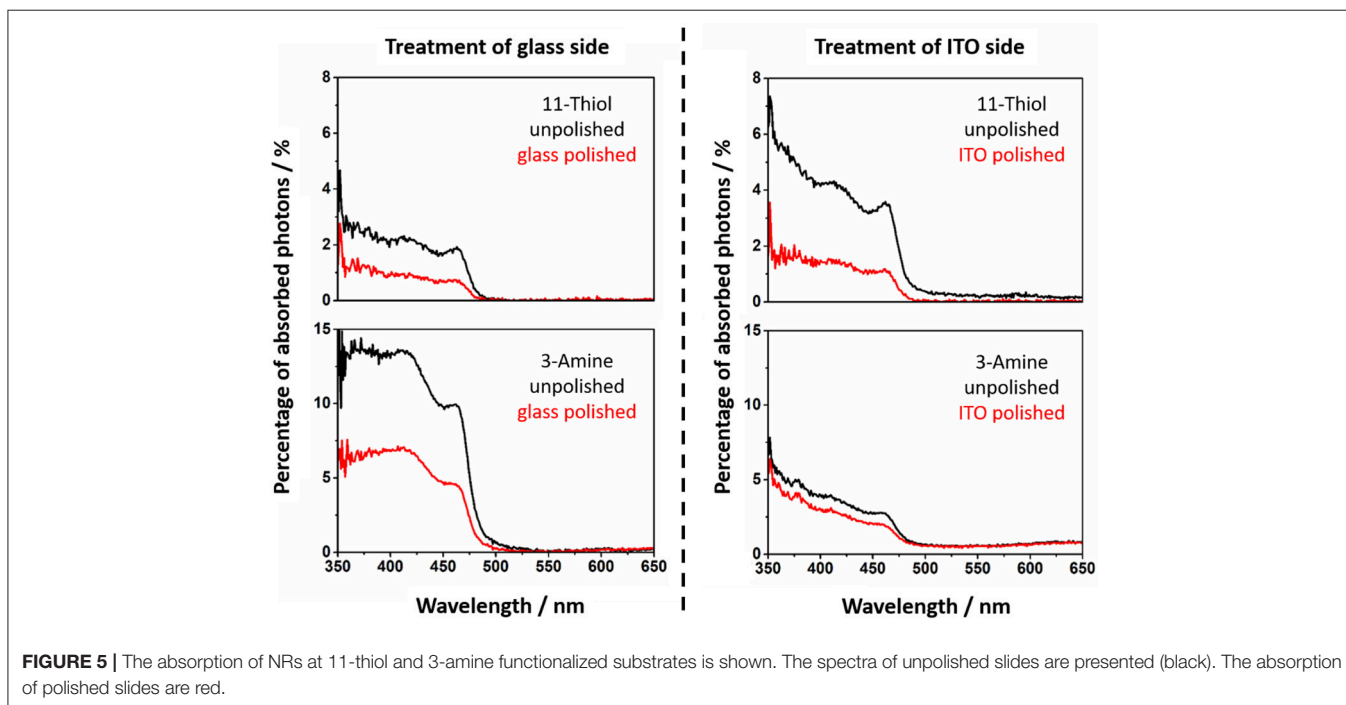 Treatment of glass side
Treatment of ITO side
Percentage of absorbed photons / %
8
6
4
2
0
11-Thiol
unpolished
glass polished
15
10
5
0
350 400 450 500 550 600 650
3-Amine
unpolished
glass polished
Wavelength / nm
Percentage of absorbed photons / %
8
6
4
2
0
11-Thiol
unpolished
ITO polished
15
10
5
0
350 400 450 500 550 600 650
3-Amine
unpolished
ITO polished
Wavelength / nm
FIGURE 5 | The absorption of NRs at 11-thiol and 3-amine functionalized substrates is shown. The spectra of unpolished slides are presented (black). The absorption
of polished slides are red.